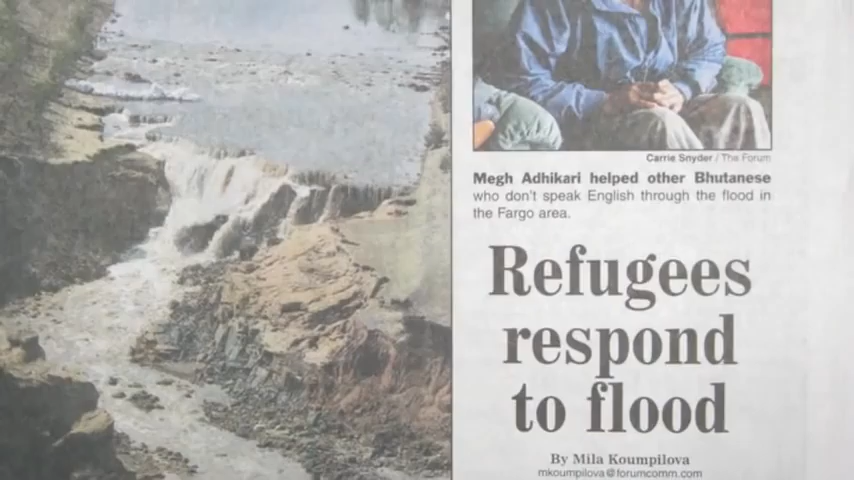 Carrie Snyder / The Forum
Megh Adhikari helped other Bhutanese
who don't speak English through the flood in
the Fargo area.
Refugees
respond
to flood
By Mila Koumpilova
mkoumpilova@forumcomm.com